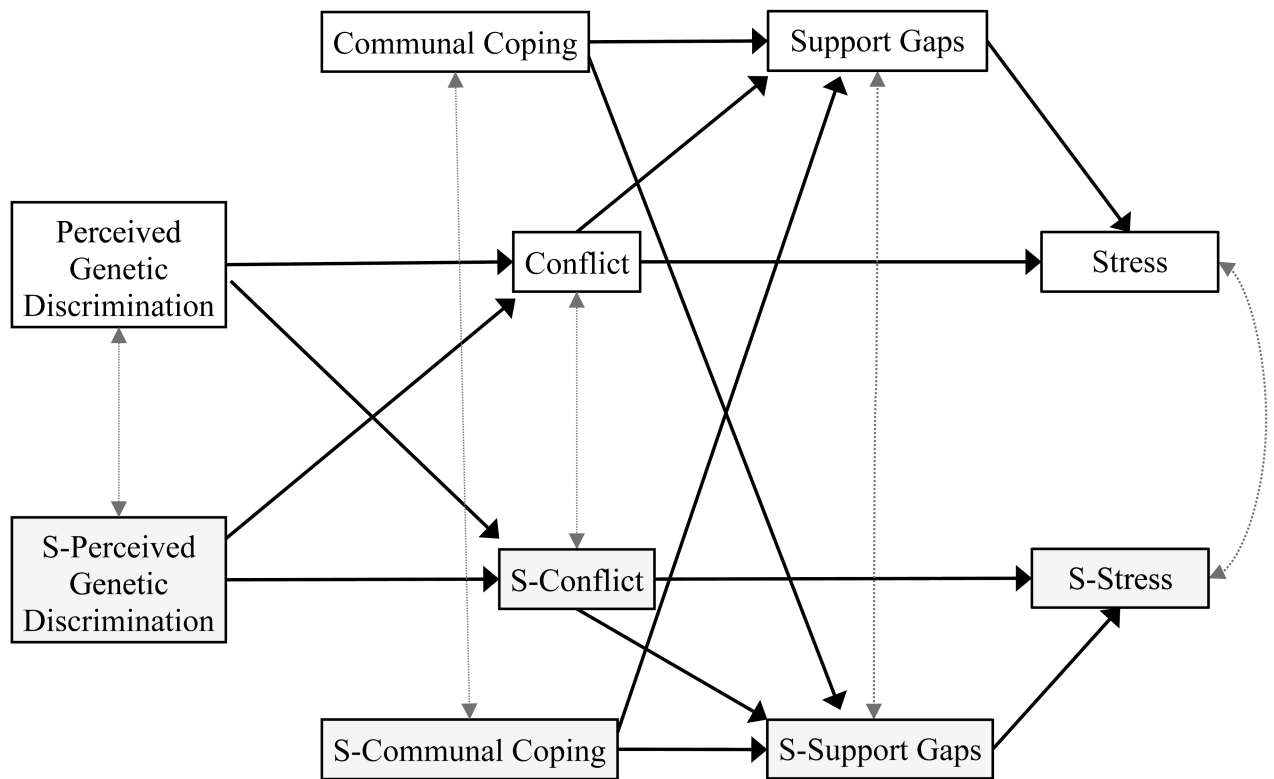 Communal Coping
Support Gaps
Perceived
Genetic
Discrimination
Conflict
Stress
S-Perceived
Genetic
Discrimination
S-Conflict
S-Stress
S-Communal Coping
S-Support Gaps